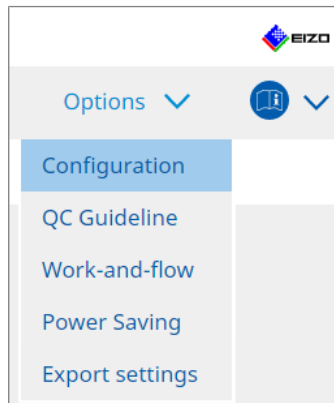 EIZO
Options
Configuration
QC Guideline
Work-and-flow
Power Saving
Export settings